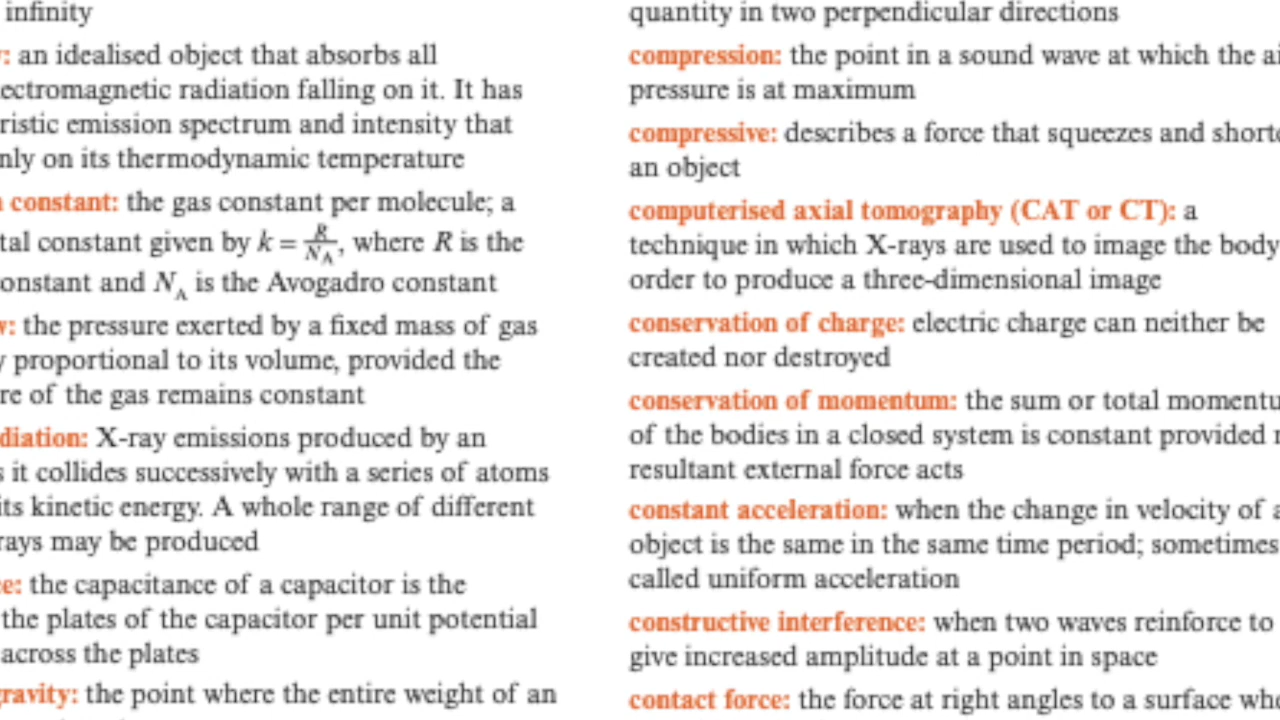 infinity
: an idealised object that absorbs all
ectromagnetic radiation falling on it. It has
ristic emission spectrum and intensity that
nly on its thermodynamic temperature
constant: the gas constant per molecule; a
tal constant given by k = R/N_A, where R is the
onstant and N_A is the Avogadro constant
w: the pressure exerted by a fixed mass of gas
y proportional to its volume, provided the
re of the gas remains constant
diation: X-ray emissions produced by an
s it collides successively with a series of atoms
its kinetic energy. A whole range of different
rays may be produced
ce: the capacitance of a capacitor is the
the plates of the capacitor per unit potential
across the plates
gravity: the point where the entire weight of an
quantity in two perpendicular directions
compression: the point in a sound wave at which the ai
pressure is at maximum
compressive: describes a force that squeezes and shorte
an object
computerised axial tomography (CAT or CT): a
technique in which X-rays are used to image the body
order to produce a three-dimensional image
conservation of charge: electric charge can neither be
created nor destroyed
conservation of momentum: the sum or total momentu
of the bodies in a closed system is constant provided
resultant external force acts
constant acceleration: when the change in velocity of a
object is the same in the same time period; sometimes
called uniform acceleration
constructive interference: when two waves reinforce to
give increased amplitude at a point in space
contact force: the force at right angles to a surface whe